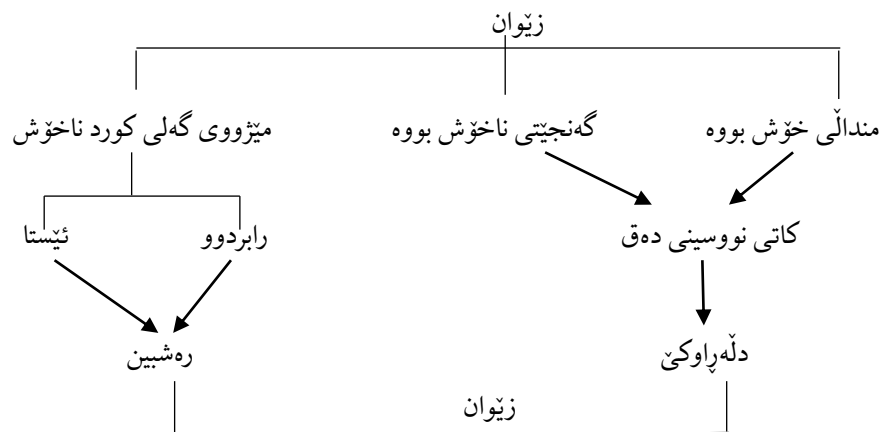 زێوان
منداڵی خۆش بووە گەنجێتی ناخۆش بووە مێژووی گەلی کورد ناخۆش
کاتی نووسینی دەق رابردوو ئێستا
دڵەڕاوکێ رەشبین
زێوان